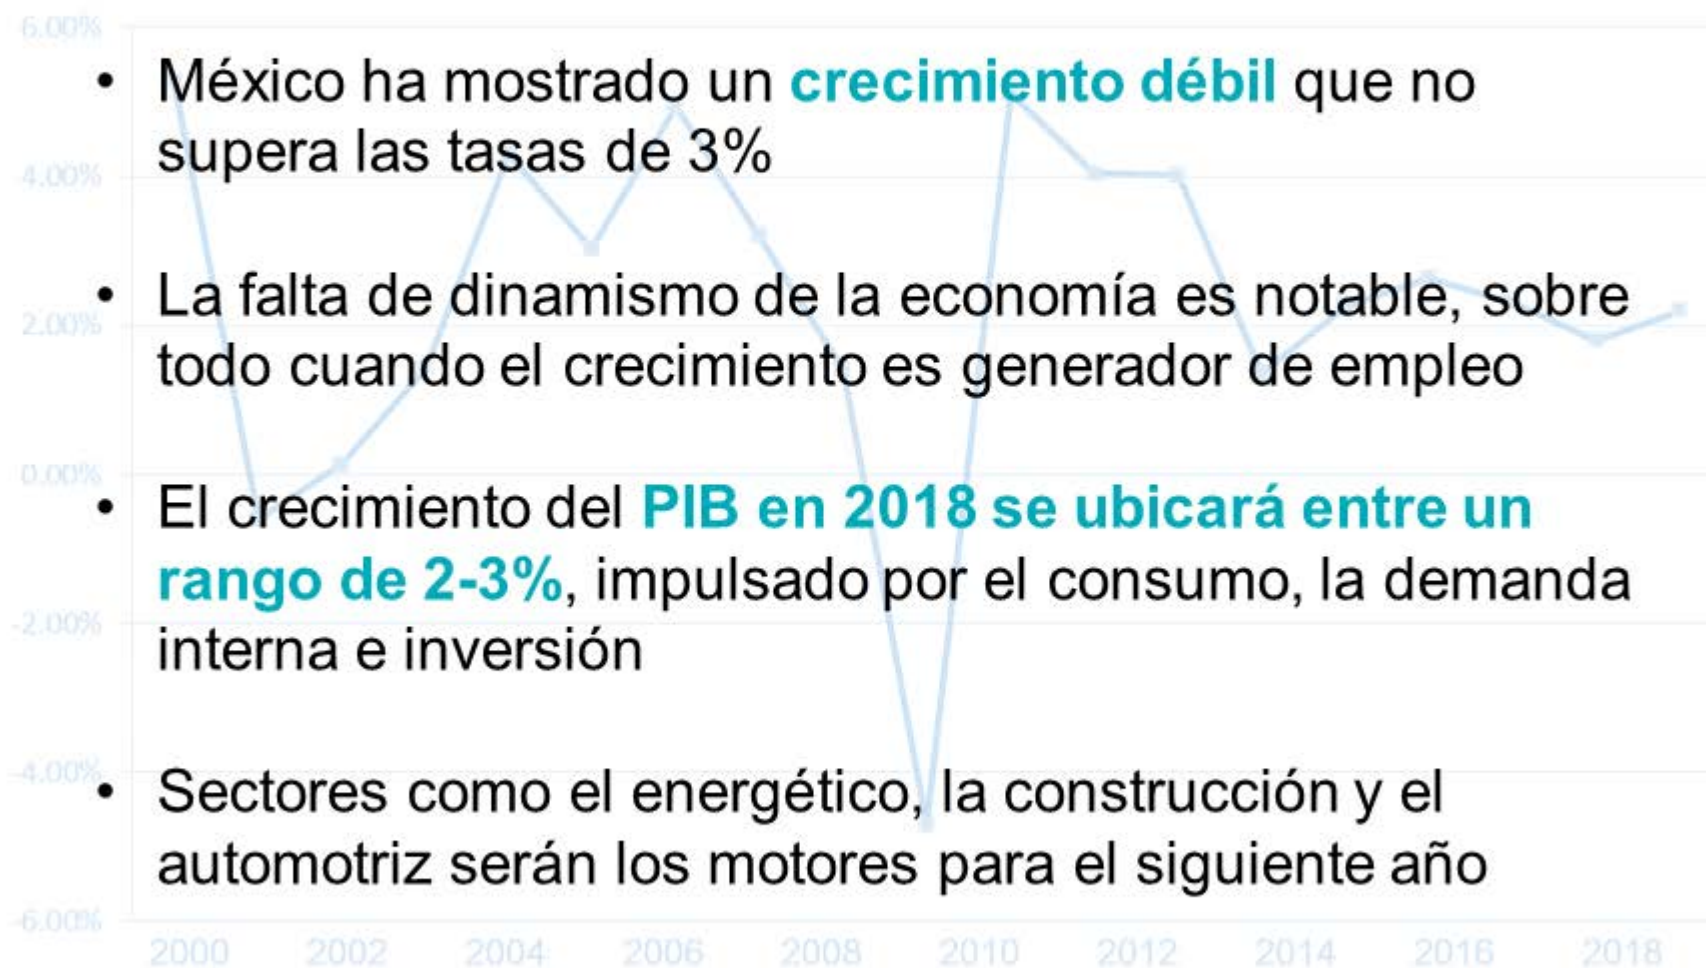 6.00%
• México ha mostrado un crecimiento débil que no
supera las tasas de 3%
4.00%
• La falta de dinamismo de la economía es notable, sobre
2.00%
todo cuando el crecimiento es generador de empleo
0.00%
• El crecimiento del PIB en 2018 se ubicará entre un
rango de 2-3%, impulsado por el consumo, la demanda
-2.00%
interna e inversión
-4.00%
• Sectores como el energético, la construcción y el
automotriz serán los motores para el siguiente año
-6.00%
2000 2002 2004 2006 2008 2010 2012 2014 2016 2018